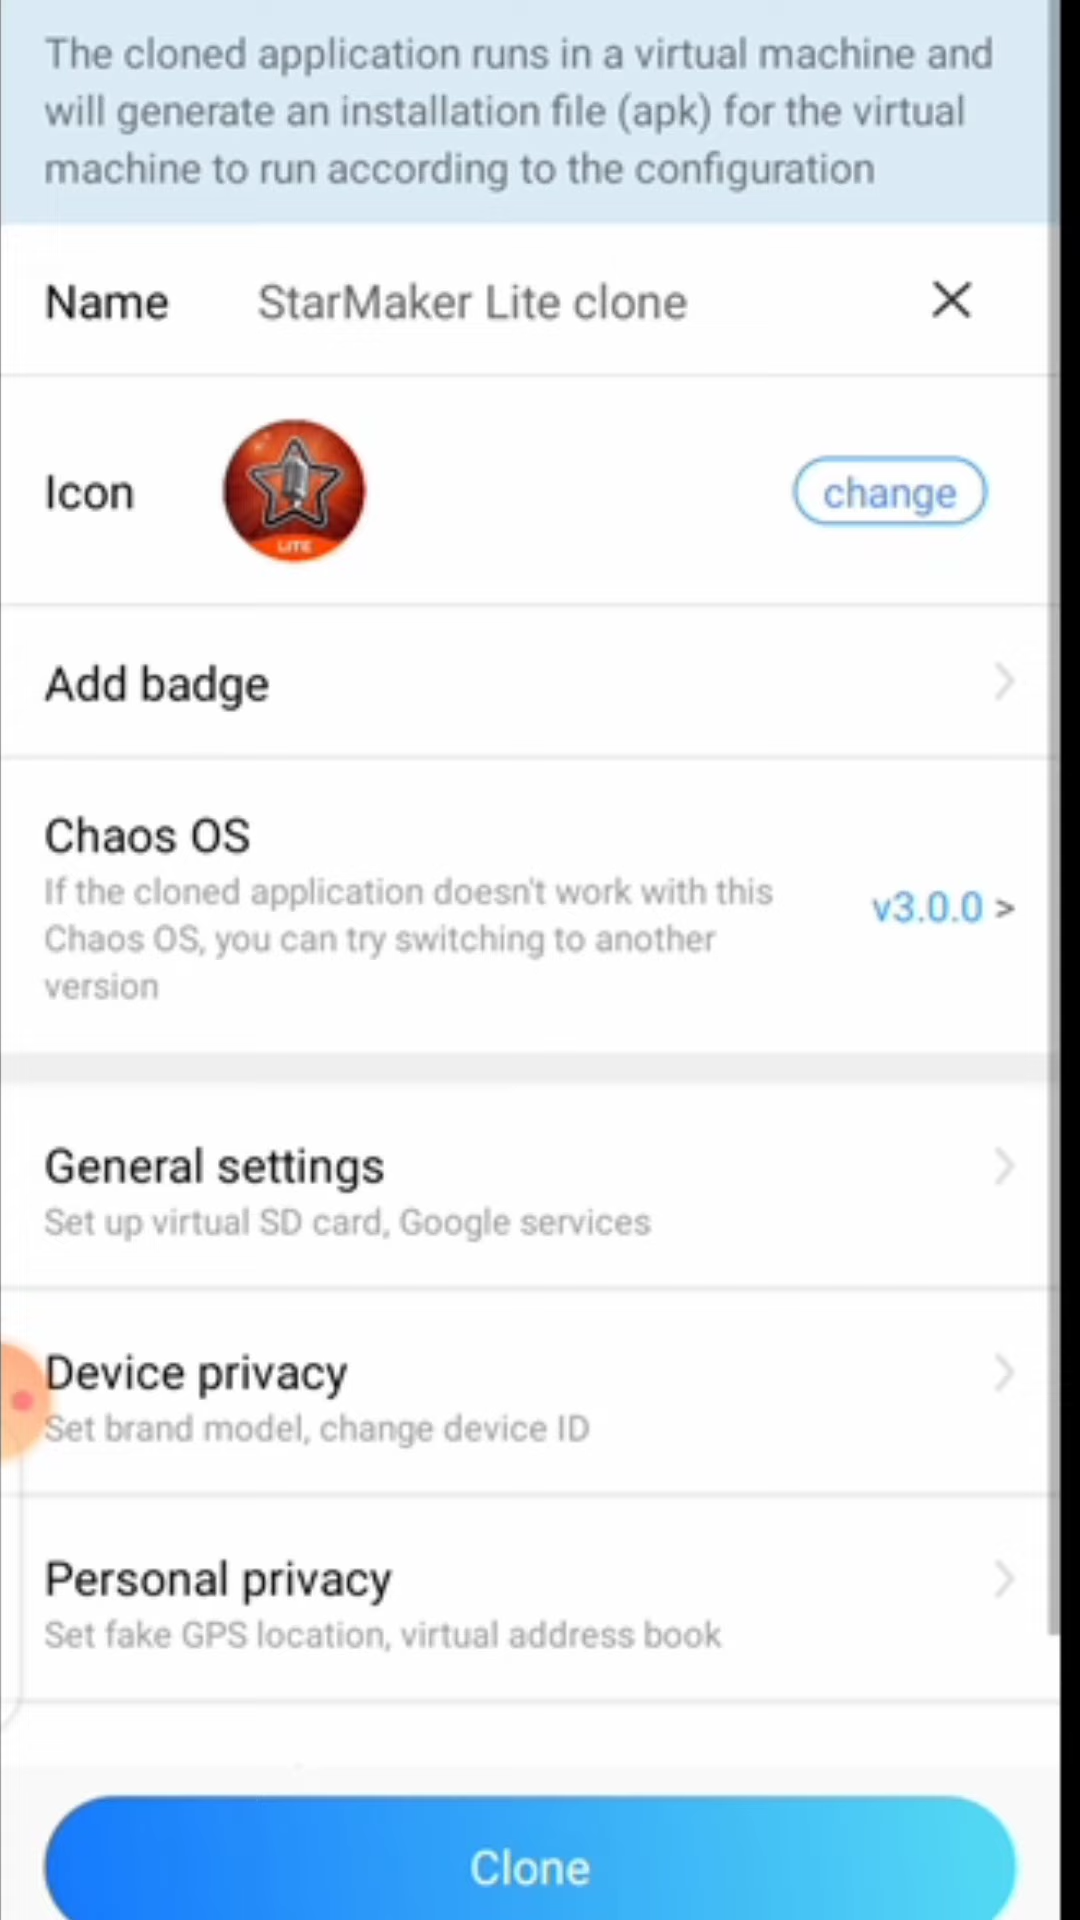 The cloned application runs in a virtual machine and
will generate an installation file (apk) for the virtual
machine to run according to the configuration
Name StarMaker Lite clone
LITE
Icon change
Add badge
Chaos OS
If the cloned application doesn't work with this
Chaos OS, you can try switching to another
version
v3.0.0 >
General settings
Set up virtual SD card, Google services
Device privacy
Set brand model, change device ID
Personal privacy
Set fake GPS location, virtual address book
Clone